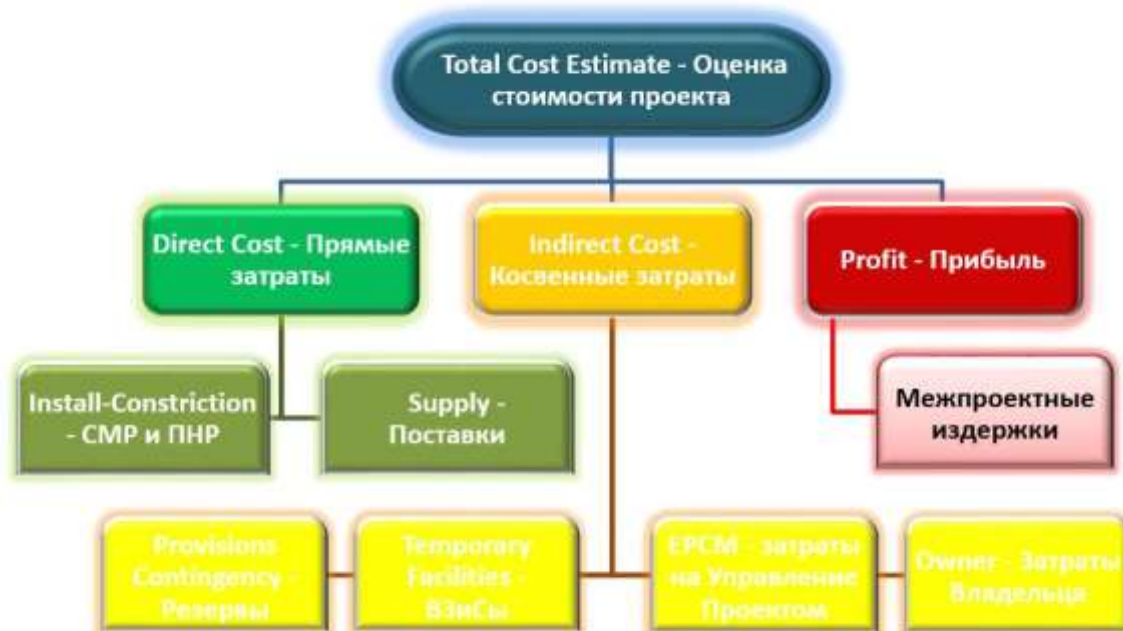 Total Cost Estimate - Оценка
стоимости проекта
Direct Cost - Прямые
затраты
Indirect Cost -
Косвенные затраты
Profit - Прибыль
Install-Constriction
- СМР и ПНР
Supply -
Поставки
Межпроектные
издержки
Provisions
Contingency -
Резервы
Temporary
Facilities -
ВЗиСы
EPCM - затраты
на Управление
Проектом
Owner - Затраты
Владельца